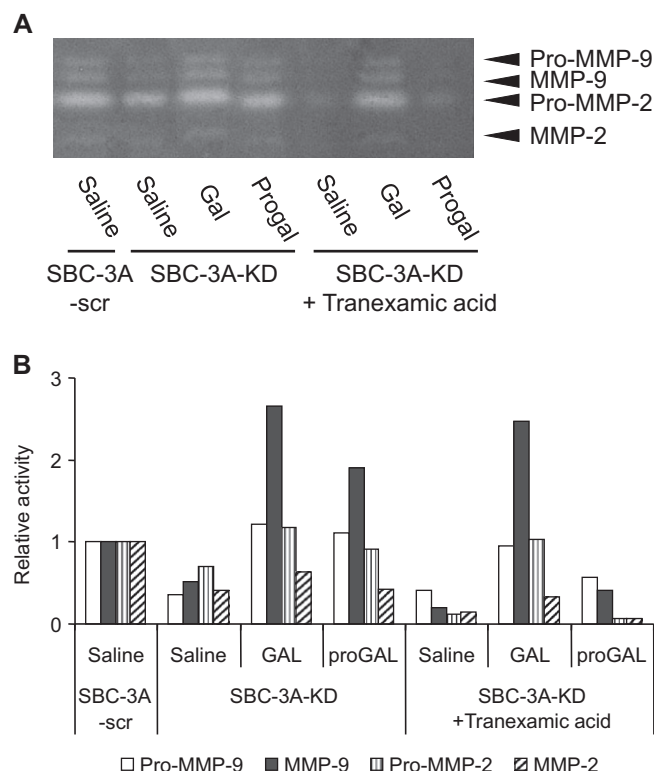 A
Pro-MMP-9
MMP-9
Pro-MMP-2
MMP-2
Saline Saline Gal Progal Saline Gal Progal
SBC-3A SBC-3A-KD SBC-3A-KD
-scr + Tranexamic acid
B
3
2
1
0
Relative activity
Saline Saline GAL proGAL Saline GAL proGAL
SBC-3A SBC-3A-KD SBC-3A-KD
-scr +Tranexamic acid
Pro-MMP-9 MMP-9 Pro-MMP-2 MMP-2